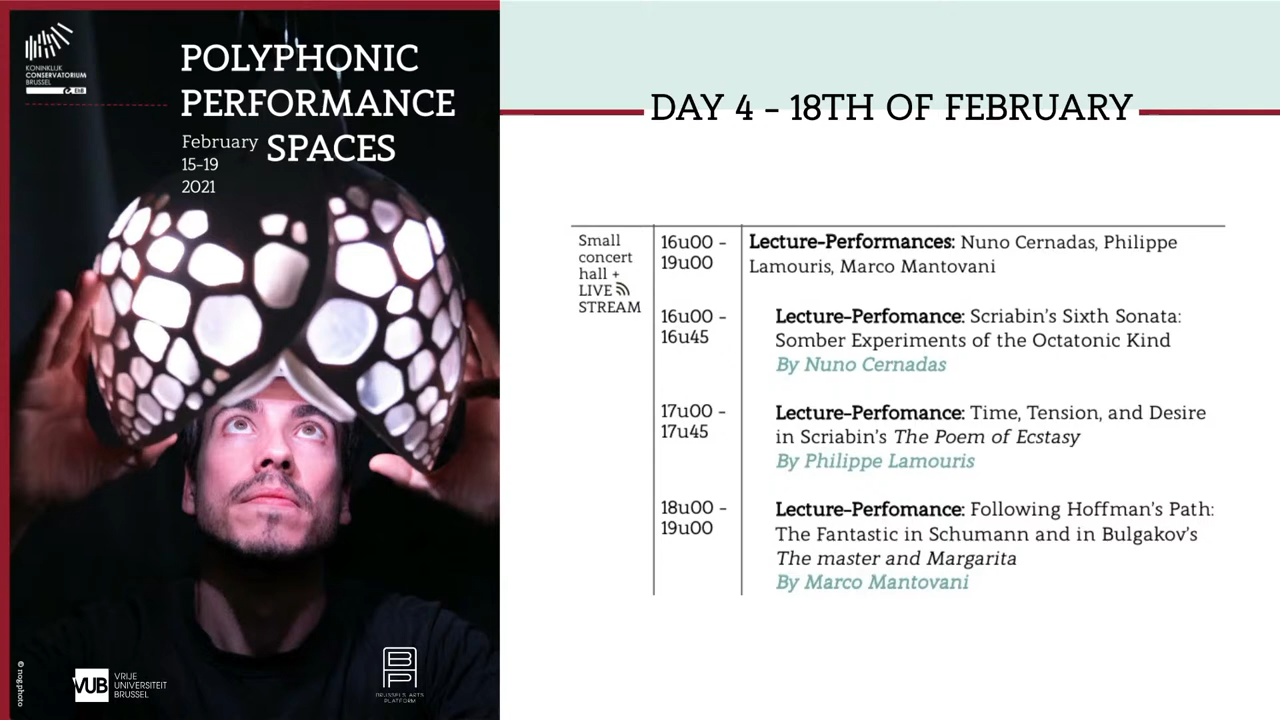 KONINKLIJK
CONSERVATORIUM
BRUSSEL
EhB
POLYPHONIC
PERFORMANCE
SPACES
February
15-19
2021
© nogphoto
VUB
VRIJE
UNIVERSITEIT
BRUSSEL
BAP
BRUSSELS ARTS
PLATFORM
DAY 4 – 18TH OF FEBRUARY
Small
concert
hall +
LIVE
STREAM
16u00 –
19u00
Lecture-Performances: Nuno Cernadas, Philippe
Lamouris, Marco Mantovani
16u00 –
16u45
Lecture-Perfomance: Scriabin's Sixth Sonata:
Somber Experiments of the Octatonic Kind
By Nuno Cernadas
17u00 –
17u45
Lecture-Perfomance: Time, Tension, and Desire
in Scriabin's The Poem of Ecstasy
By Philippe Lamouris
18u00 –
19u00
Lecture-Perfomance: Following Hoffman's Path:
The Fantastic in Schumann and in Bulgakov's
The master and Margarita
By Marco Mantovani